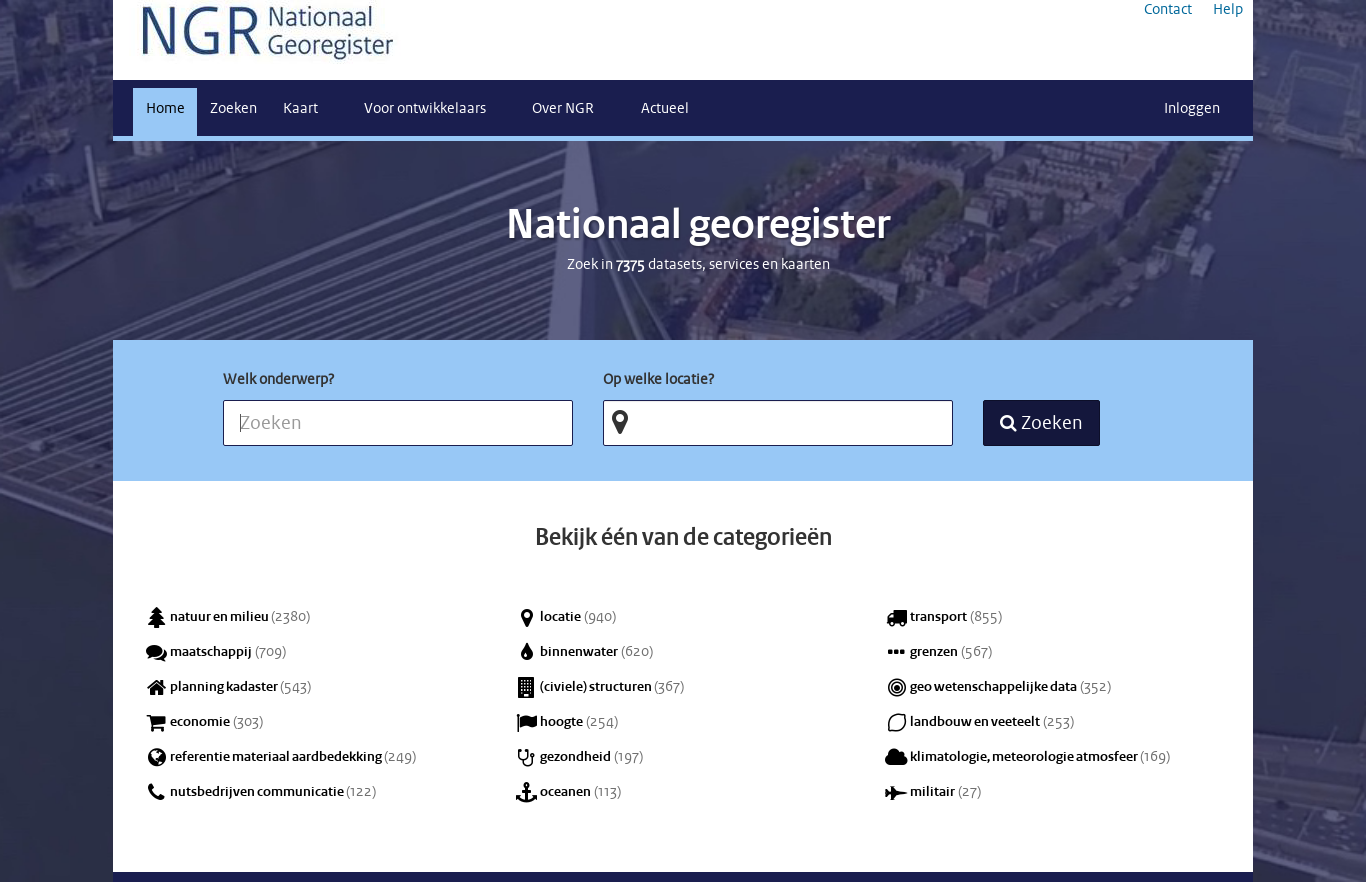 NGR Nationaal Georegister
Contact Help
Home Zoeken Kaart Voor ontwikkelaars Over NGR Actueel Inloggen
Nationaal georegister
Zoek in 7375 datasets, services en kaarten
Welk onderwerp? Op welke locatie?
Zoeken Zoeken
Bekijk één van de categorieën
natuur en milieu (2380) locatie (940) transport (855)
maatschappij (709) binnenwater (620) grenzen (567)
planning kadaster (543) (civiele) structuren (367) geo wetenschappelijke data (352)
economie (303) hoogte (254) landbouw en veeteelt (253)
referentie materiaal aardbedekking (249) gezondheid (197) klimatologie, meteorologie atmosfeer (169)
nutsbedrijven communicatie (122) oceanen (113) militair (27)